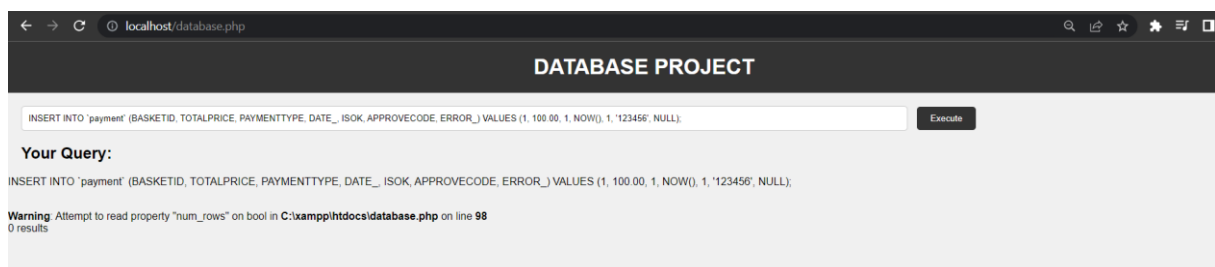 localhost/database.php
DATABASE PROJECT
INSERT INTO `payment` (BASKETID, TOTALPRICE, PAYMENTTYPE, DATE_, ISOK, APPROVECODE, ERROR_) VALUES (1, 100.00, 1, NOW(), 1, '123456', NULL);
Execute
Your Query:
INSERT INTO `payment` (BASKETID, TOTALPRICE, PAYMENTTYPE, DATE_, ISOK, APPROVECODE, ERROR_) VALUES (1, 100.00, 1, NOW(), 1, '123456', NULL);
Warning: Attempt to read property "num_rows" on bool in C:\xampp\htdocs\database.php on line 98
0 results